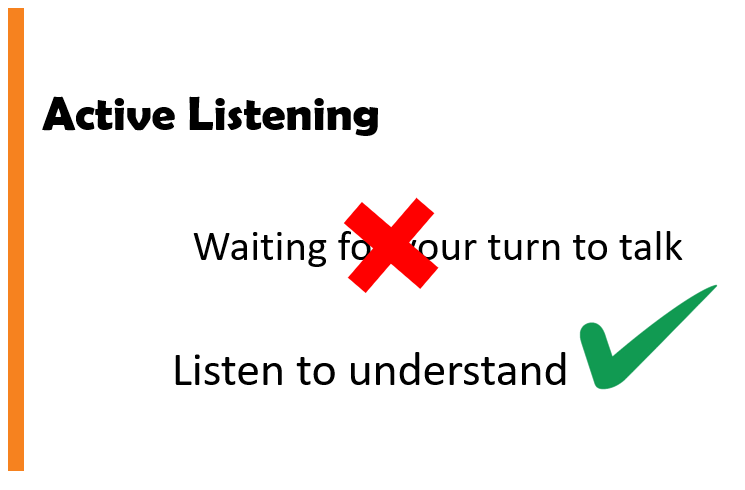 Active Listening
Waiting for your turn to talk
Listen to understand